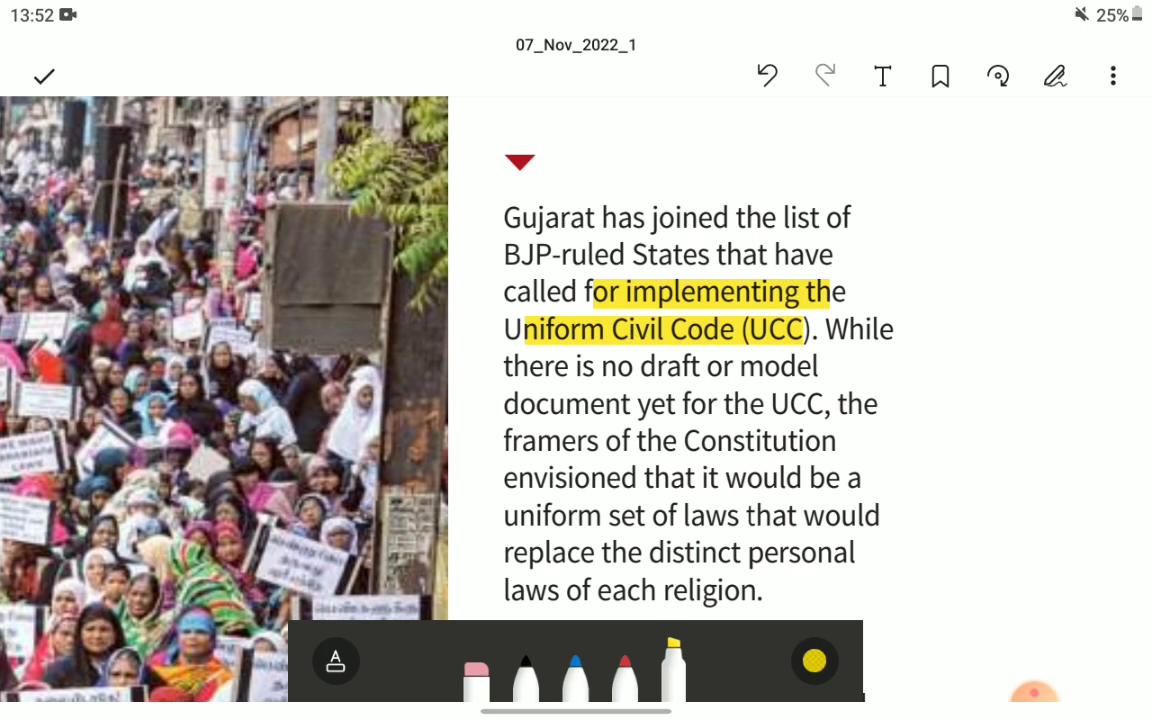 13:52
25%
07_Nov_2022_1
T
Gujarat has joined the list of
BJP-ruled States that have
called for implementing the
Uniform Civil Code (UCC). While
there is no draft or model
document yet for the UCC, the
framers of the Constitution
envisioned that it would be a
uniform set of laws that would
replace the distinct personal
laws of each religion.
A